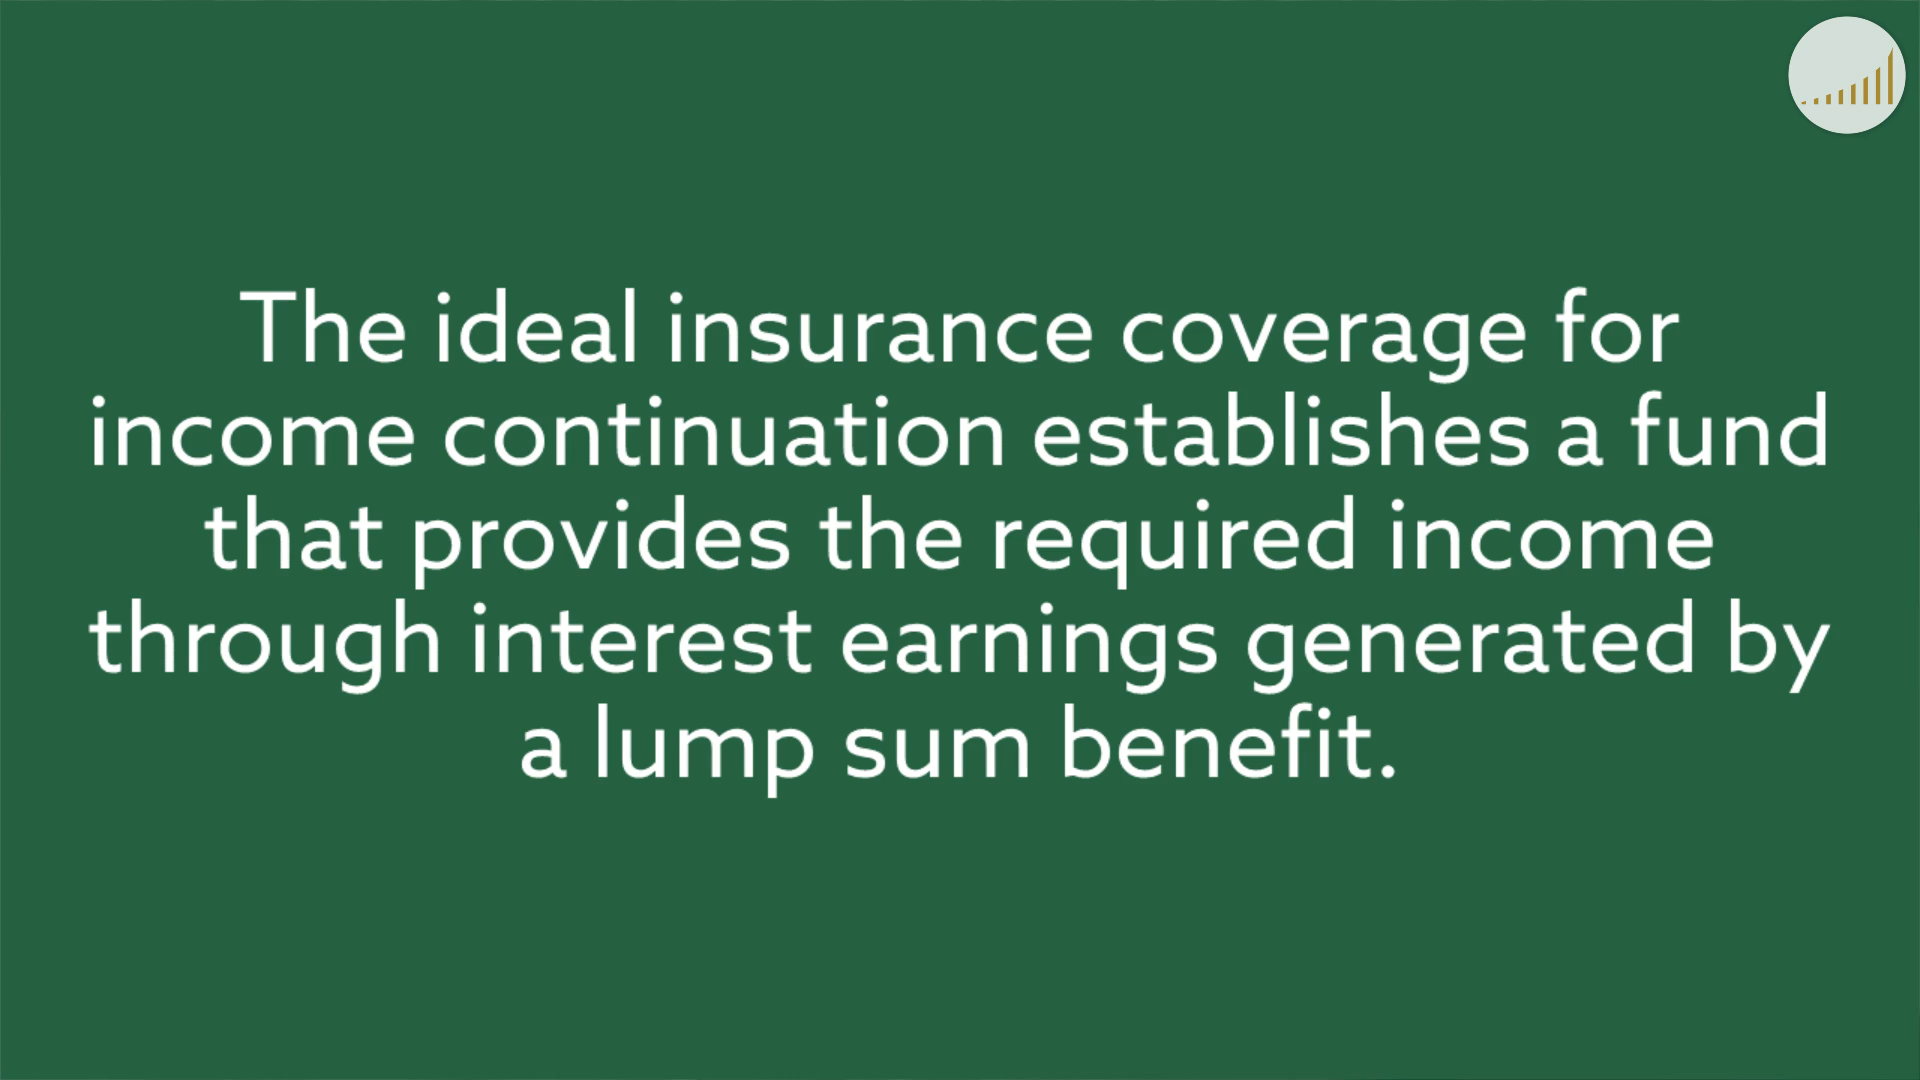 The ideal insurance coverage for
income continuation establishes a fund
that provides the required income
through interest earnings generated by
a lump sum benefit.